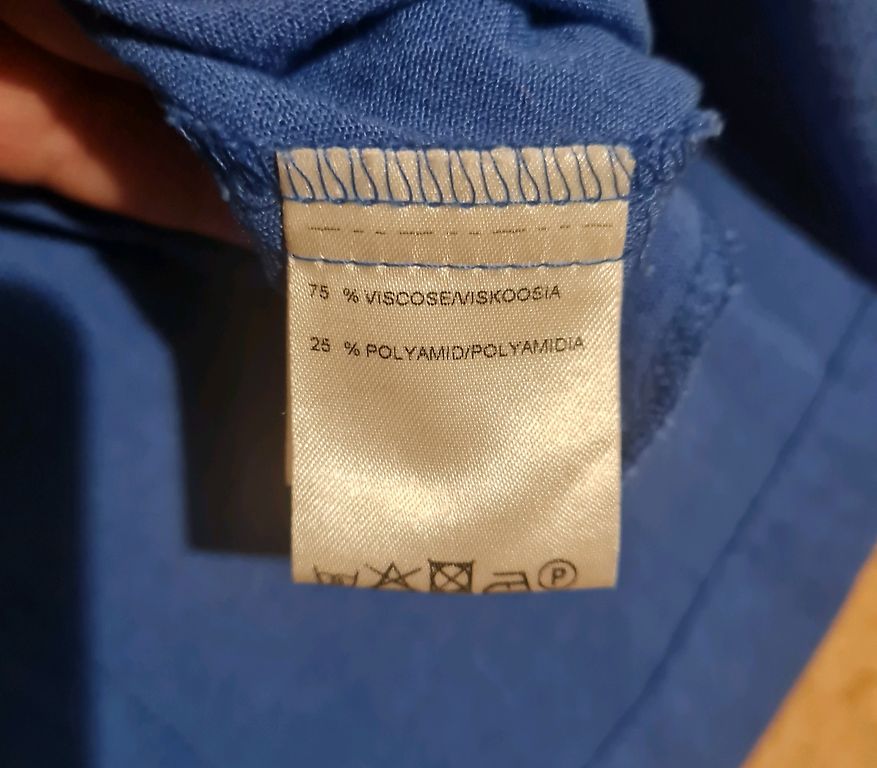 75 % VISCOSE/VISKOOSIA
25 % POLYAMID/POLYAMIDIA
P